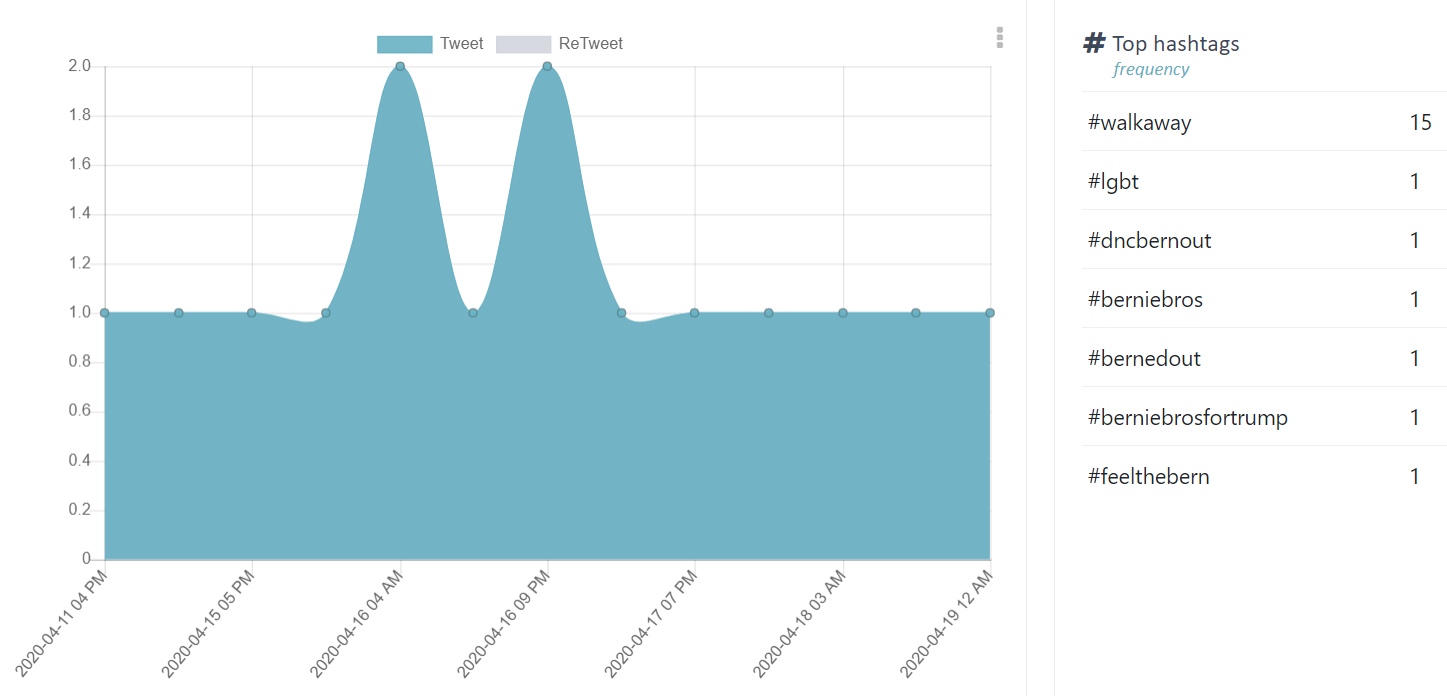 Tweet ReTweet
2.0
1.8
1.6
1.4
1.2
1.0
0.8
0.6
0.4
0.2
0
2020-04-11 04 PM
2020-04-15 05 PM
2020-04-16 04 AM
2020-04-16 09 PM
2020-04-17 07 PM
2020-04-18 03 AM
2020-04-19 12 AM
# Top hashtags
frequency
#walkaway 15
#lgbt 1
#dncbernout 1
#berniebros 1
#bernedout 1
#berniebrosfortrump 1
#feelthebern 1